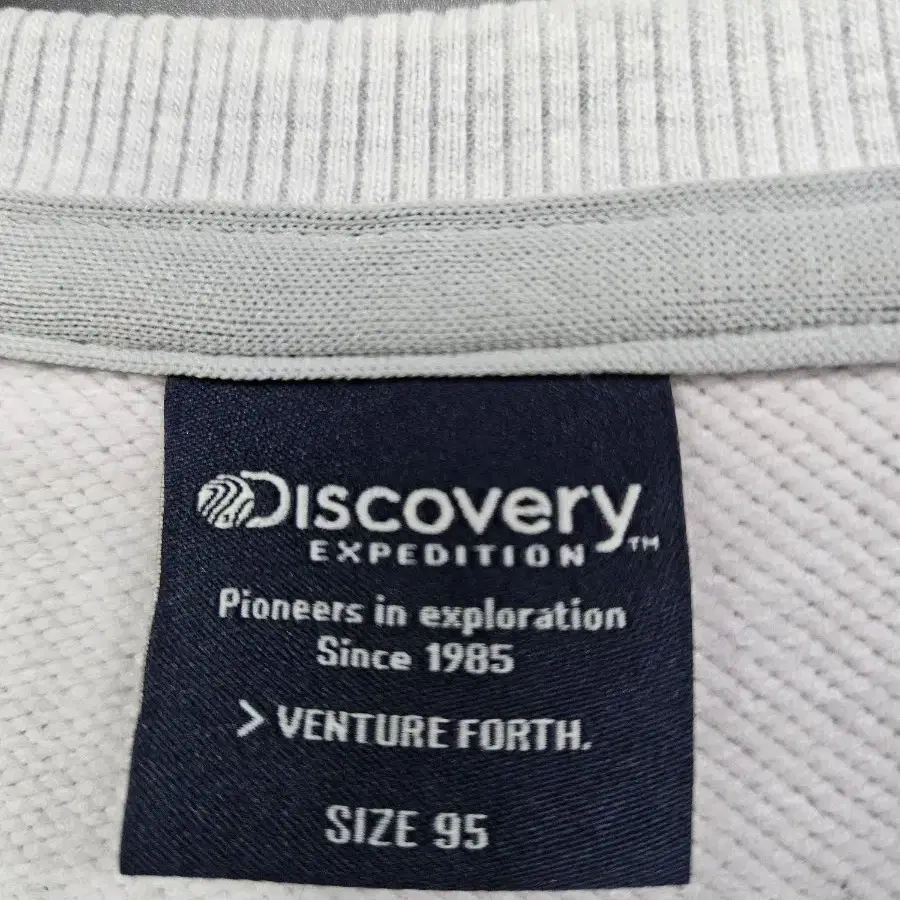 Discovery
EXPEDITION™
Pioneers in exploration
Since 1985
> VENTURE FORTH.
SIZE 95